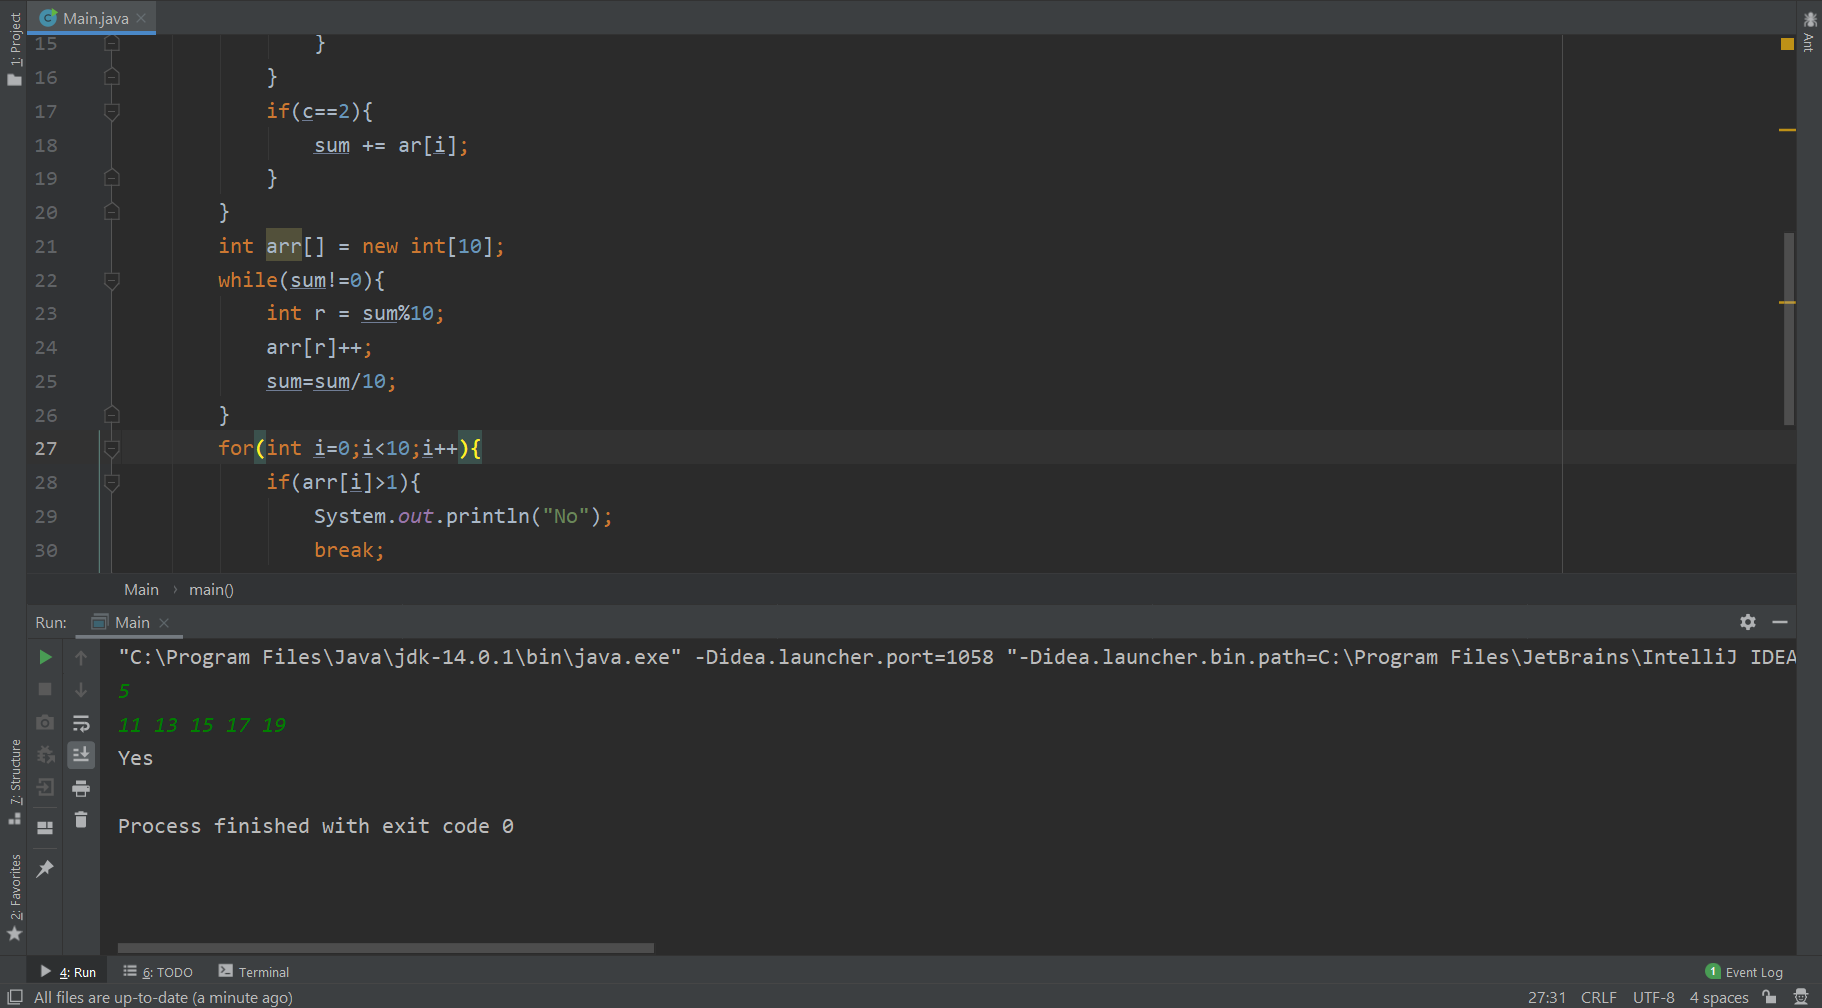 1: Project
Main.java
Ant
15 }
16 }
17 if(c==2){
18 sum += ar[i];
19 }
20 }
21 int arr[] = new int[10];
22 while(sum!=0){
23 int r = sum%10;
24 arr[r]++;
25 sum=sum/10;
26 }
27 for(int i=0;i<10;i++){
28 if(arr[i]>1){
29 System.out.println("No");
30 break;
Main › main()
Run: Main
"C:\Program Files\Java\jdk-14.0.1\bin\java.exe" -Didea.launcher.port=1058 "-Didea.launcher.bin.path=C:\Program Files\JetBrains\IntelliJ IDEA
5
11 13 15 17 19
Yes
Process finished with exit code 0
7: Structure
2: Favorites
4: Run 6: TODO Terminal 1 Event Log
All files are up-to-date (a minute ago) 27:31 CRLF UTF-8 4 spaces